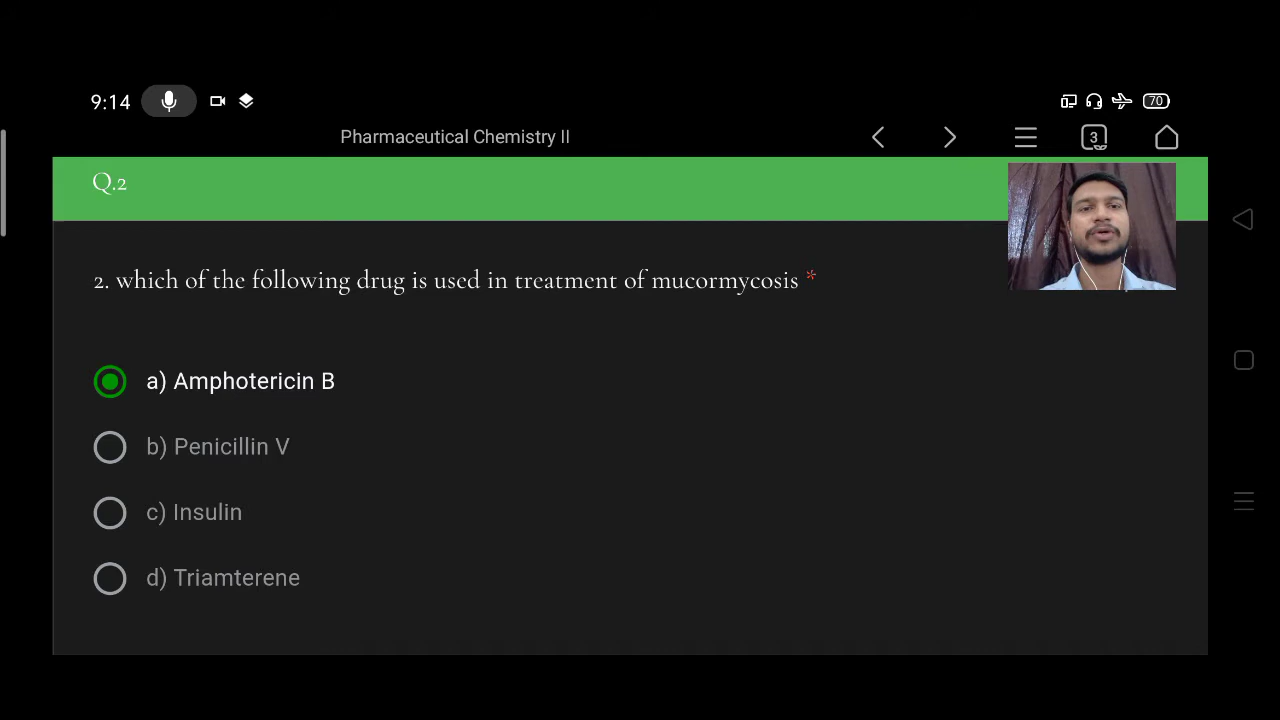 9:14
70
Pharmaceutical Chemistry II
3
Q.2
2. which of the following drug is used in treatment of mucormycosis *
a) Amphotericin B
b) Penicillin V
c) Insulin
d) Triamterene